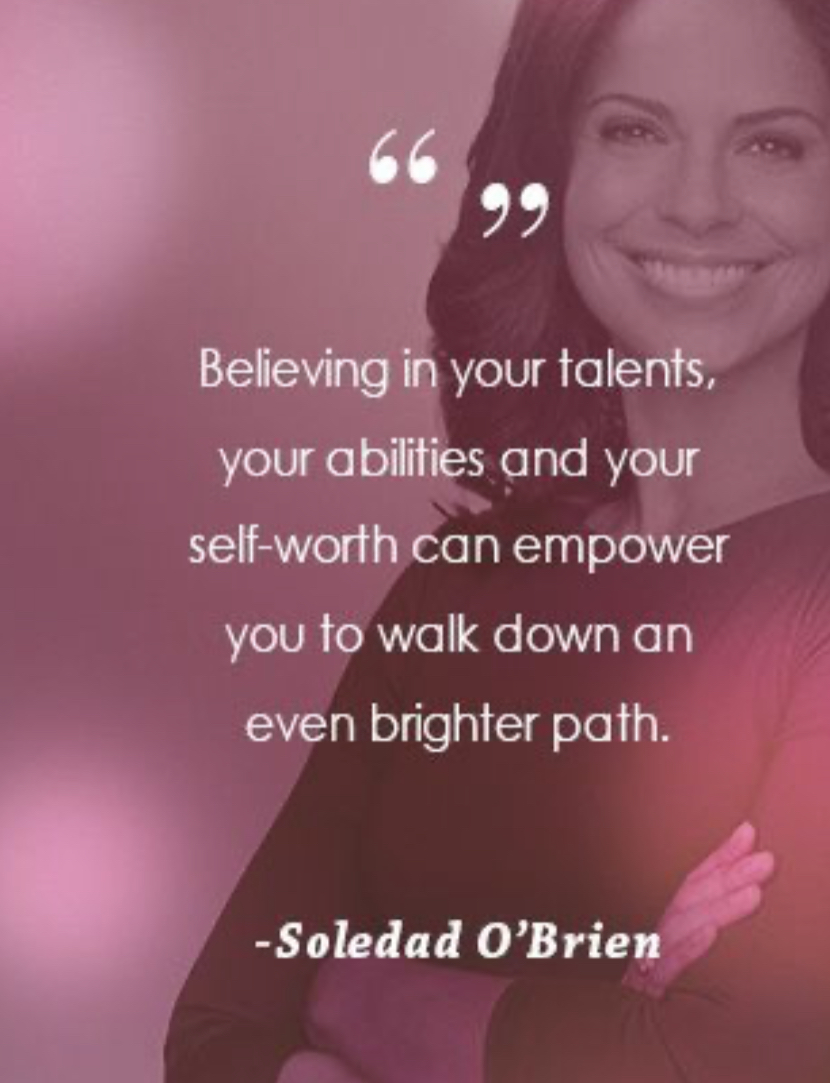 “ ”
Believing in your talents,
your abilities and your
self-worth can empower
you to walk down an
even brighter path.
-Soledad O’Brien